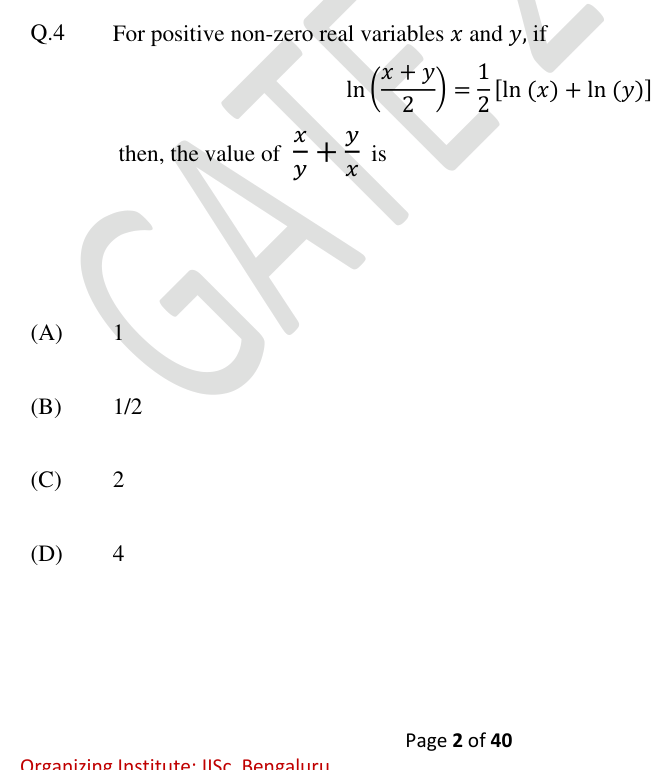 Q.4 For positive non-zero real variables x and y, if
ln ((x + y)/2) = 1/2 [ln (x) + ln (y)]
then, the value of x/y + y/x is
(A) 1
(B) 1/2
(C) 2
(D) 4
GATE 2
Page 2 of 40
Organizing Institute: IISc, Bengaluru